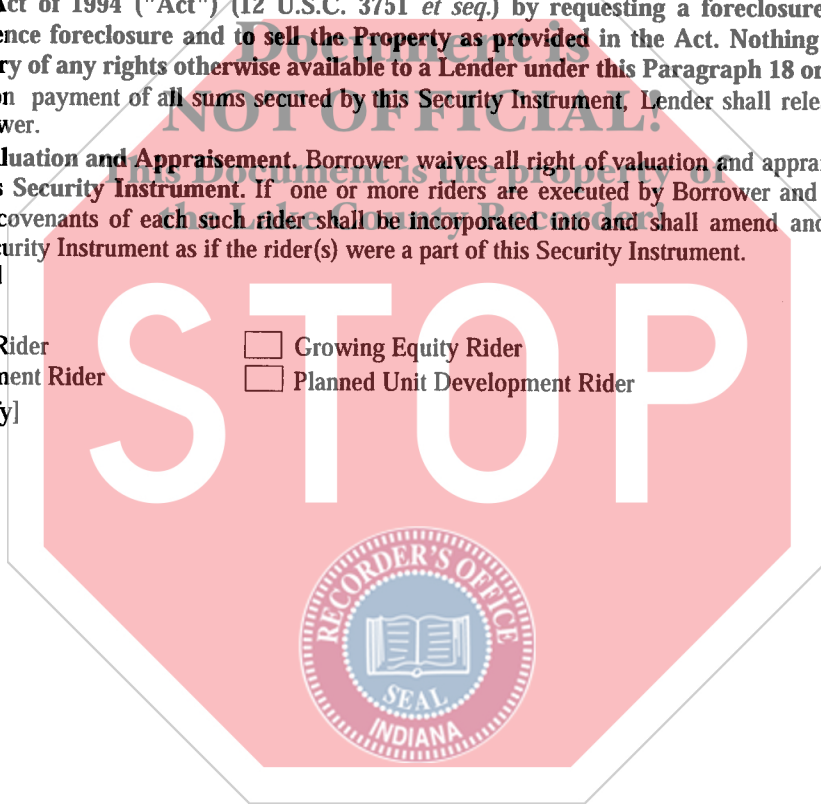 Act of 1994 ("Act") (12 U.S.C. 3751 et seq.) by requesting a foreclosure
ence foreclosure and to sell the Property as provided in the Act. Nothing
ry of any rights otherwise available to a Lender under this Paragraph 18 or
n payment of all sums secured by this Security Instrument, Lender shall rele
wer.
luation and Appraisement. Borrower waives all right of valuation and apprai
s Security Instrument. If one or more riders are executed by Borrower and
covenants of each such rider shall be incorporated into and shall amend and
urity Instrument as if the rider(s) were a part of this Security Instrument.
Rider
Growing Equity Rider
ment Rider
Planned Unit Development Rider
y]
Document is
NOT OFFICIAL!
This Document is the property of
the Lake County Recorder!
STOP
RECORDER'S OFFICE
SEAL
INDIANA